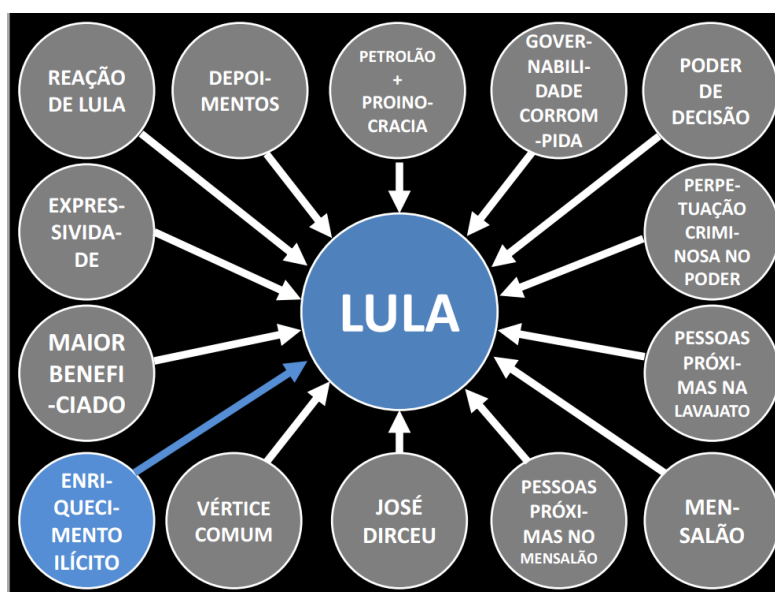 REAÇÃO
DE LULA
DEPOI-
MENTOS
PETROLÃO
+
PROINO-
CRACIA
GOVER-
NABILI-
DADE
CORROM
-PIDA
PODER
DE
DECISÃO
EXPRES-
SIVIDA-
DE
PERPE-
TUAÇÃO
CRIMI-
NOSA NO
PODER
LULA
MAIOR
BENEFI
-CIADO
PESSOAS
PRÓXI-
MAS NA
LAVAJATO
ENRI-
QUECI-
MENTO
ILÍCITO
VÉRTICE
COMUM
JOSÉ
DIRCEU
PESSOAS
PRÓXI-
MAS NO
MENSALÃO
MEN-
SALÃO